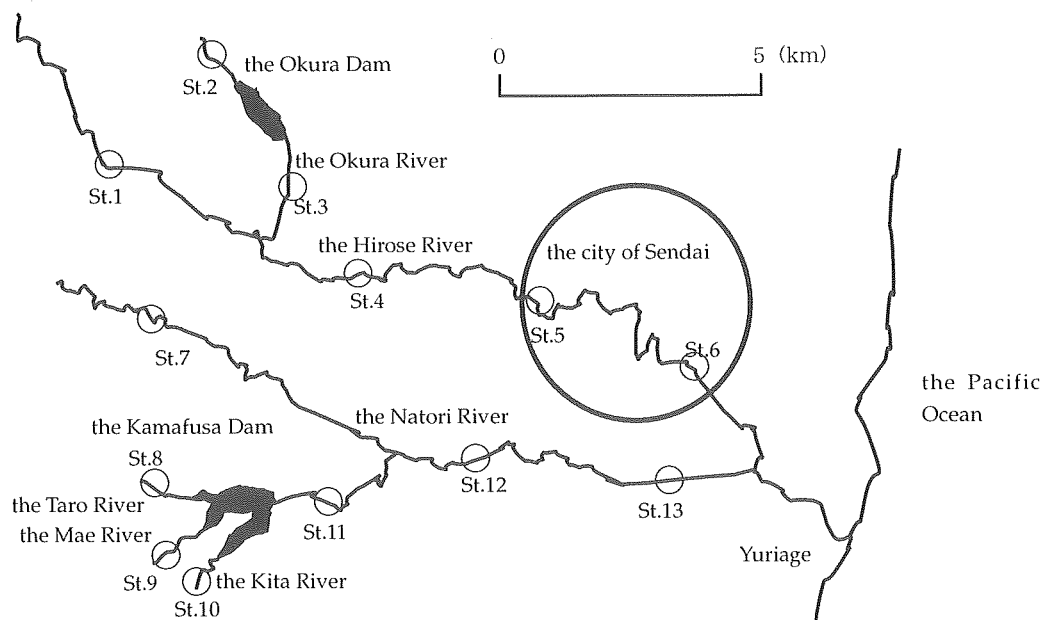 0 5 (km)
the Okura Dam
St.2
the Okura River
St.1
St.3
the Hirose River
the city of Sendai
St.4
St.5
St.6
St.7
the Pacific
Ocean
the Natori River
the Kamafusa Dam
St.8
St.12
the Taro River
St.11
St.13
the Mae River
Yuriage
St.9
the Kita River
St.10